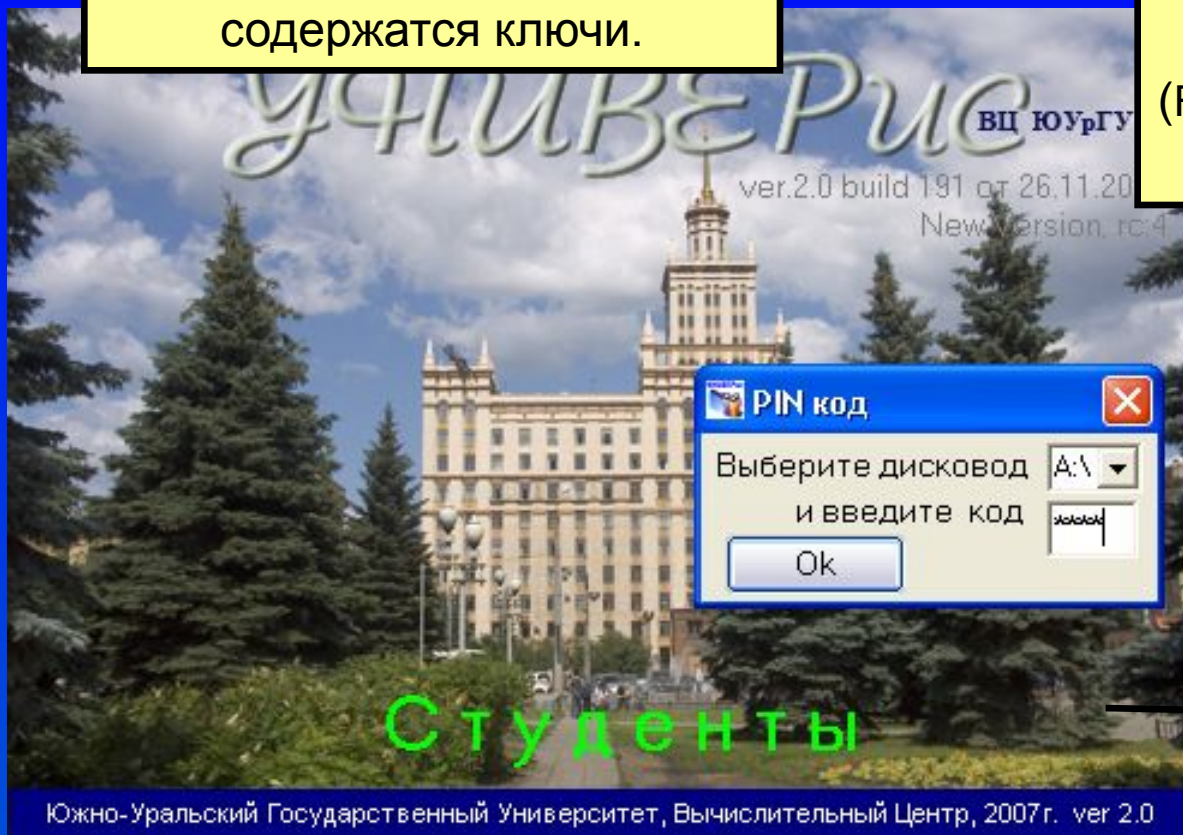 содержатся ключи.
УНИВЕРис
ВЦ ЮУрГУ
ver.2.0 build 191 от 26.11.20
New version, rc:4
PIN код
Выберите дисковод A:\
и введите код *****
Ok
Студенты
Южно-Уральский Государственный Университет, Вычислительный Центр, 2007г. ver 2.0